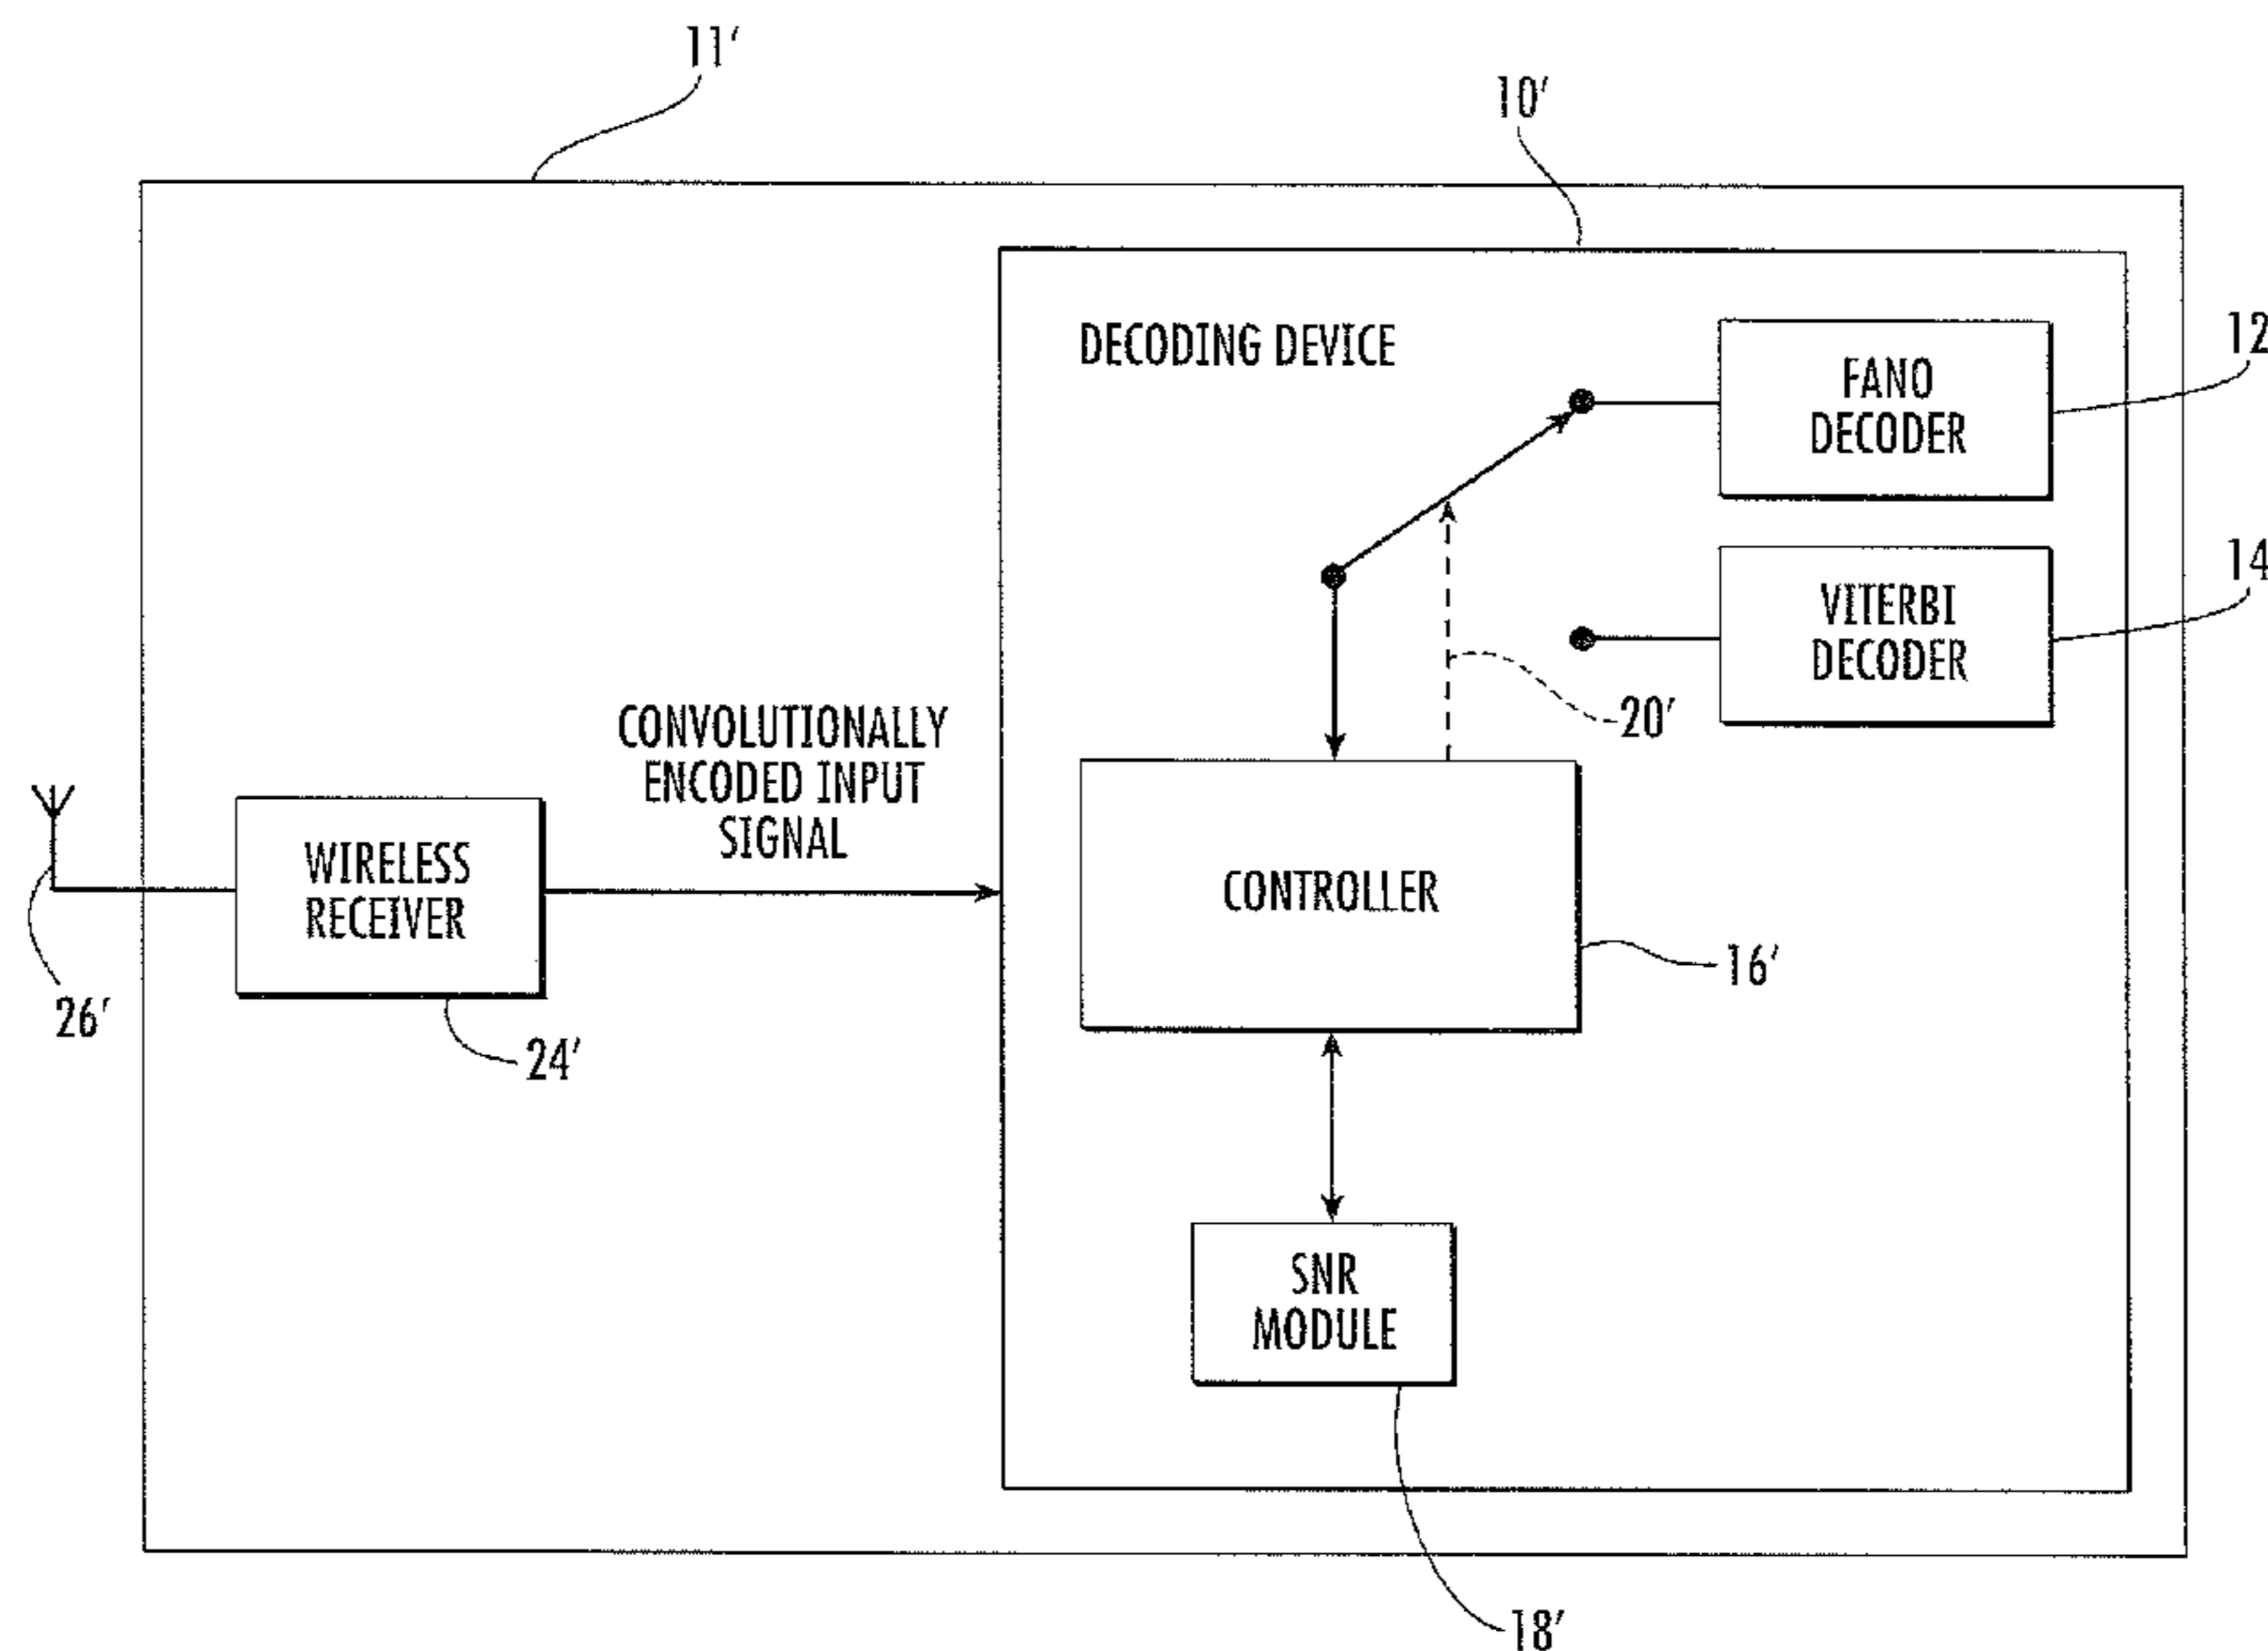 11′
10′
DECODING DEVICE
FANO
DECODER
12
VITERBI
DECODER
14
20′
CONVOLUTIONALLY
ENCODED INPUT
SIGNAL
WIRELESS
RECEIVER
CONTROLLER
16′
26′
24′
SNR
MODULE
18′